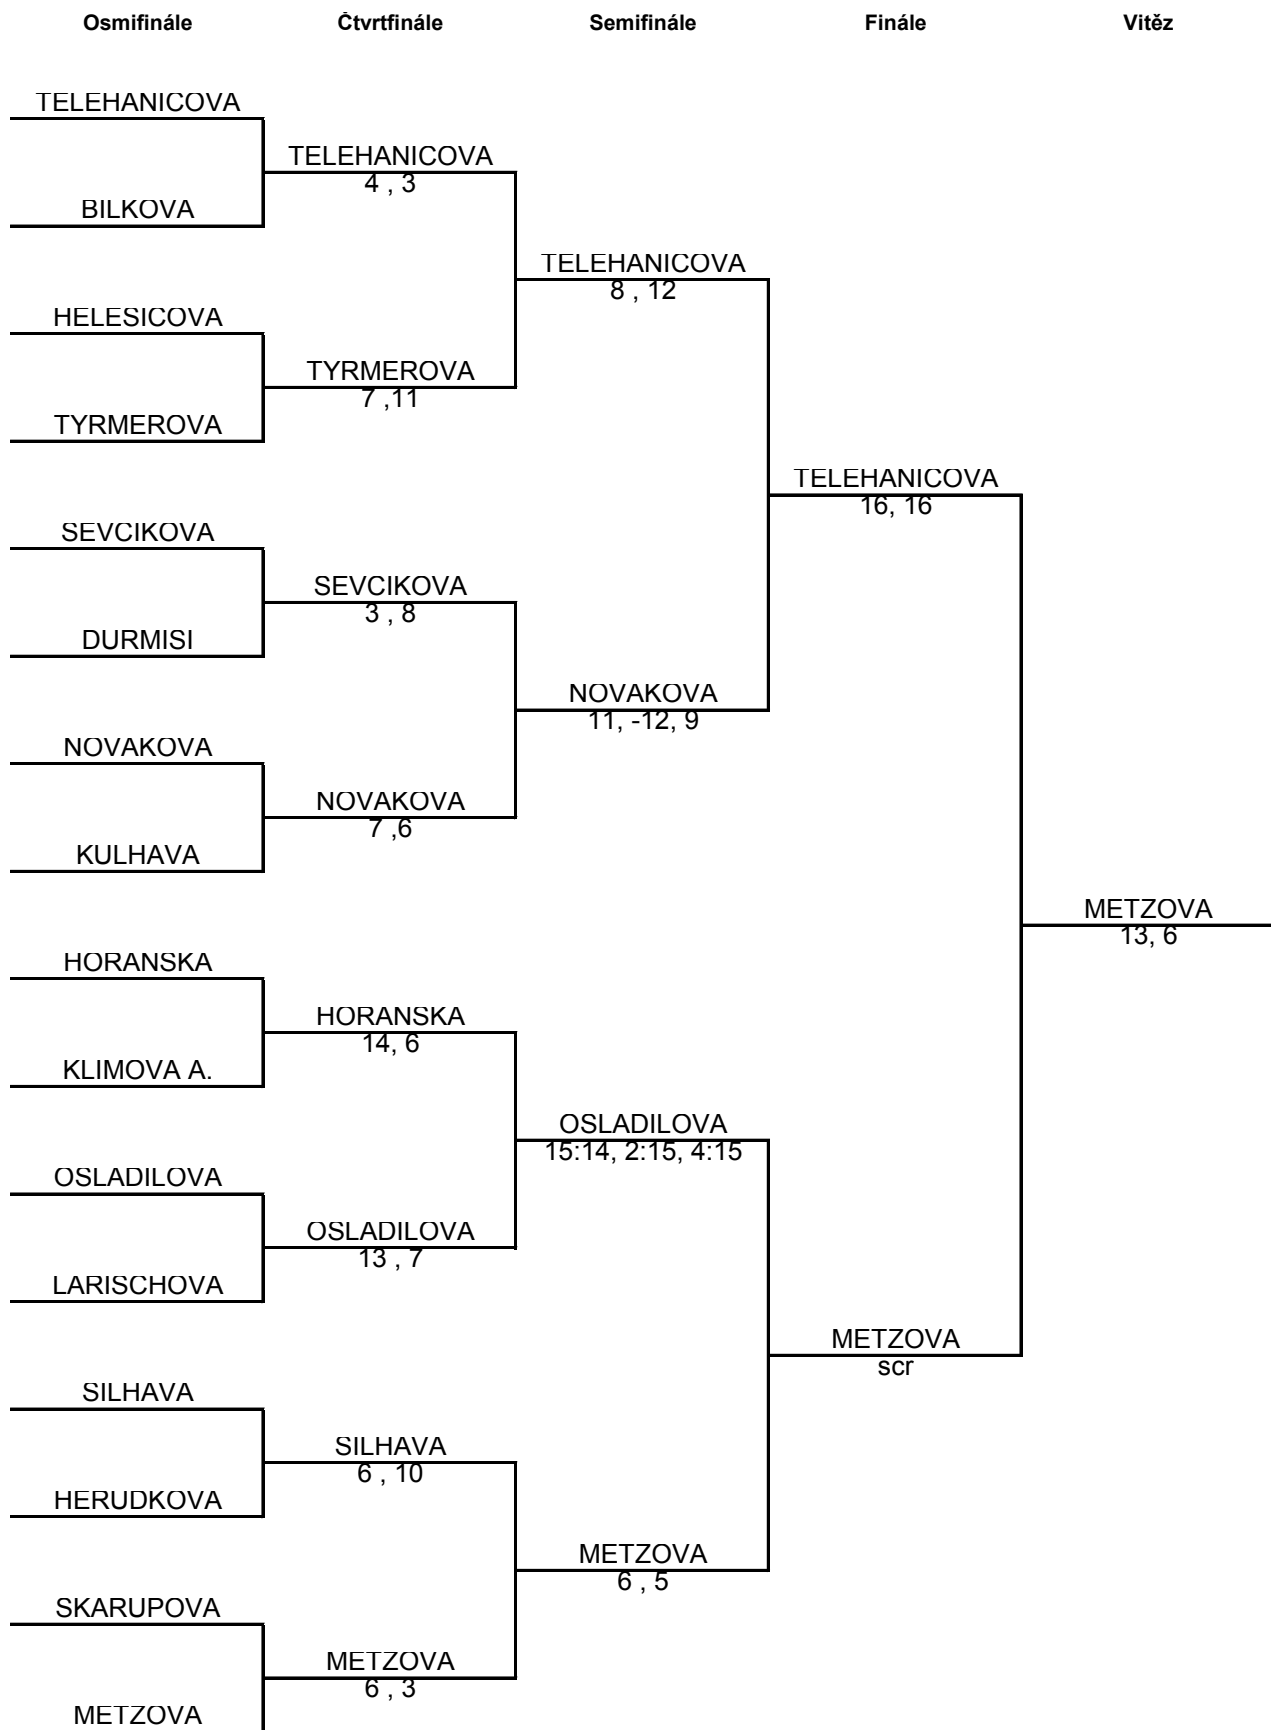 Osmifinále Čtvrtfinále Semifinále Finále Vitěz
TELEHANICOVA
TELEHANICOVA
4 , 3
BILKOVA
TELEHANICOVA
8 , 12
HELESICOVA
TYRMEROVA
7 ,11
TYRMEROVA
TELEHANICOVA
16, 16
SEVCIKOVA
SEVCIKOVA
3 , 8
DURMISI
NOVAKOVA
11, -12, 9
NOVAKOVA
NOVAKOVA
7 ,6
KULHAVA
METZOVA
13, 6
HORANSKA
HORANSKA
14, 6
KLIMOVA A.
OSLADILOVA
15:14, 2:15, 4:15
OSLADILOVA
OSLADILOVA
13 , 7
LARISCHOVA
METZOVA
scr
SILHAVA
SILHAVA
6 , 10
HERUDKOVA
METZOVA
6 , 5
SKARUPOVA
METZOVA
6 , 3
METZOVA